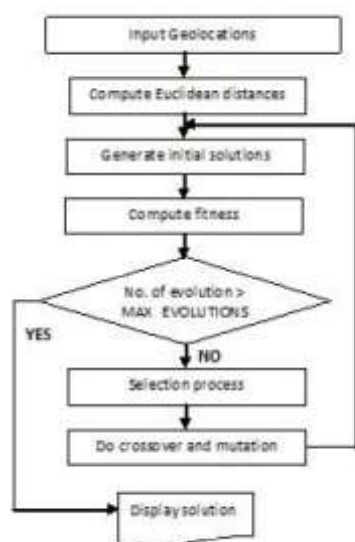 Input Geolocations
Compute Euclidean distances
Generate initial solutions
Compute fitness
No. of evolution >
MAX. EVOLUTIONS
YES
NO
Selection process
Do crossover and mutation
Display solution